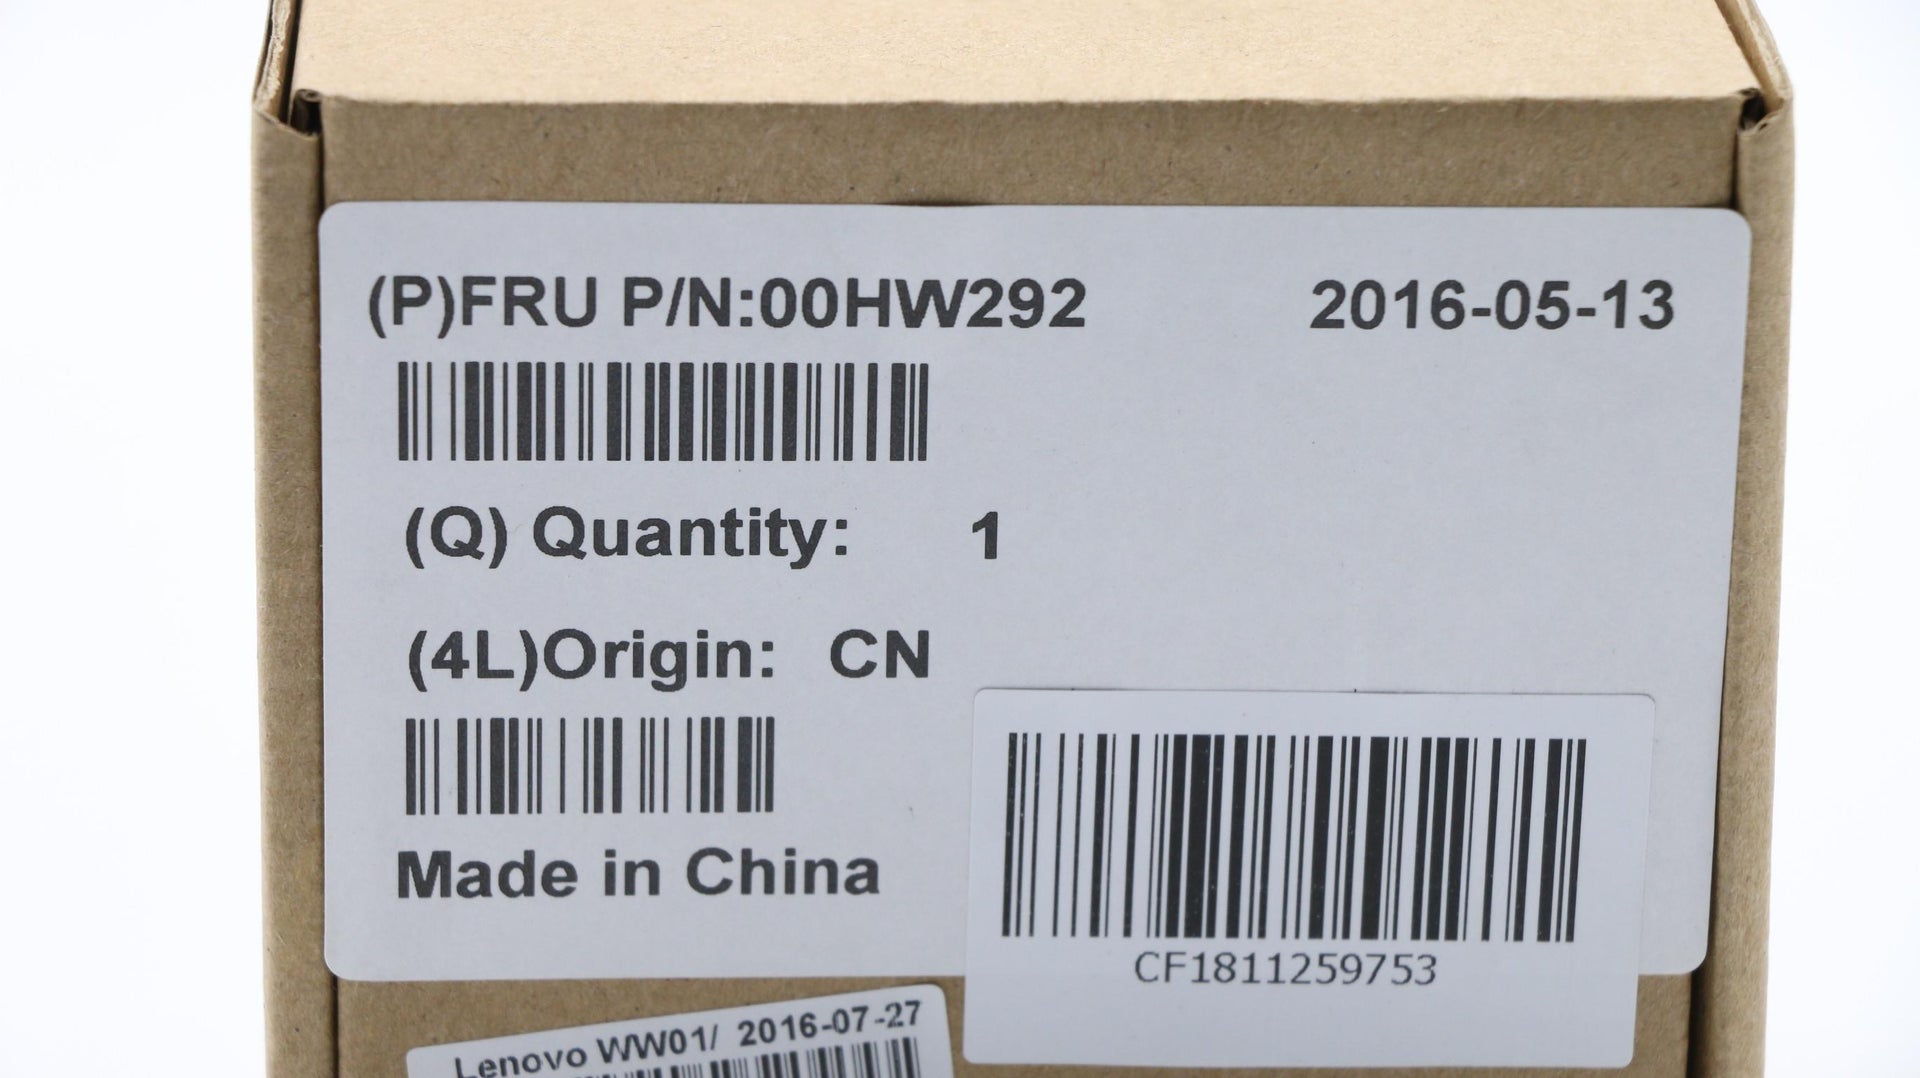 (P)FRU P/N:00HW292 2016-05-13
(Q) Quantity: 1
(4L)Origin: CN
Made in China
CF1811259753
Lenovo WW01/ 2016-07-27